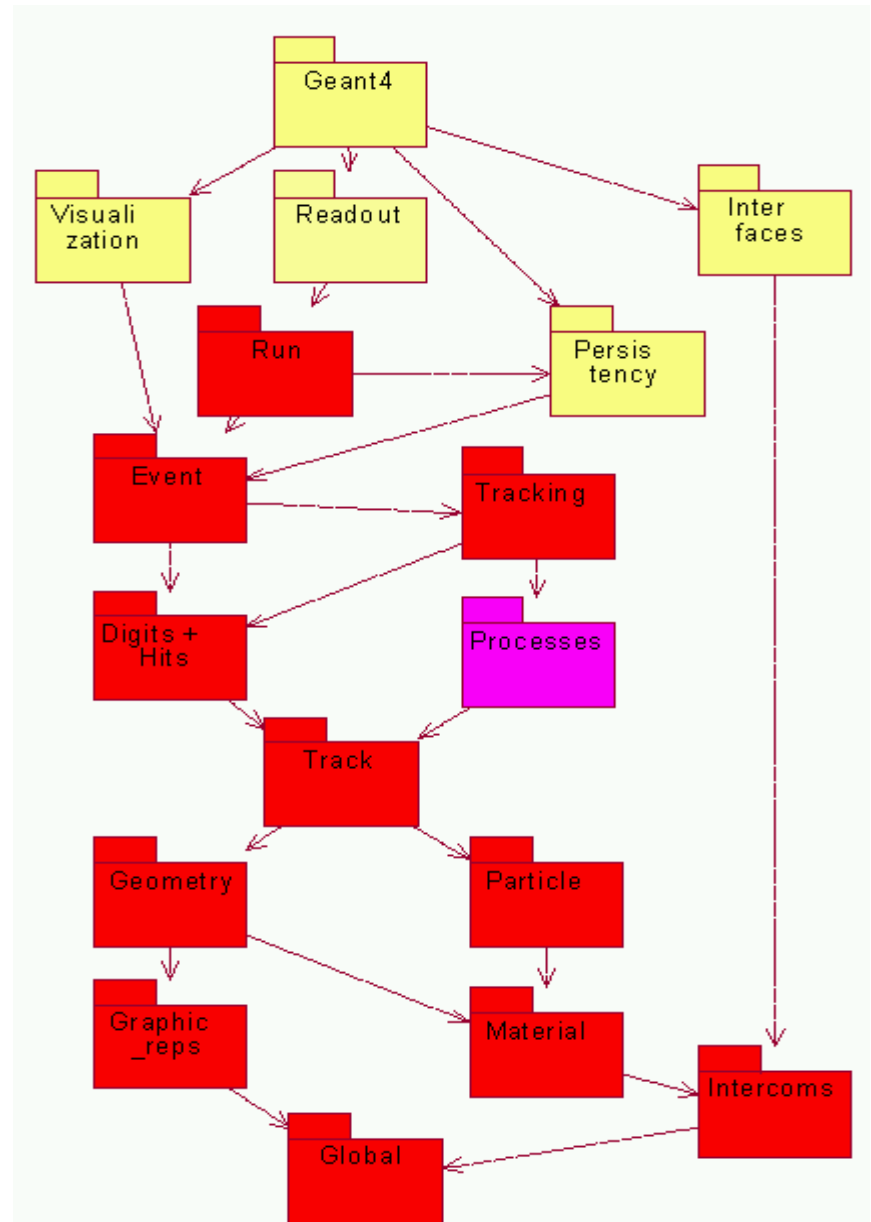 Geant4
Visuali
zation
Readout
Inter
faces
Run
Persis
tency
Event
Tracking
Digits +
Hits
Processes
Track
Geometry
Particle
Graphic
_reps
Material
Intercoms
Global